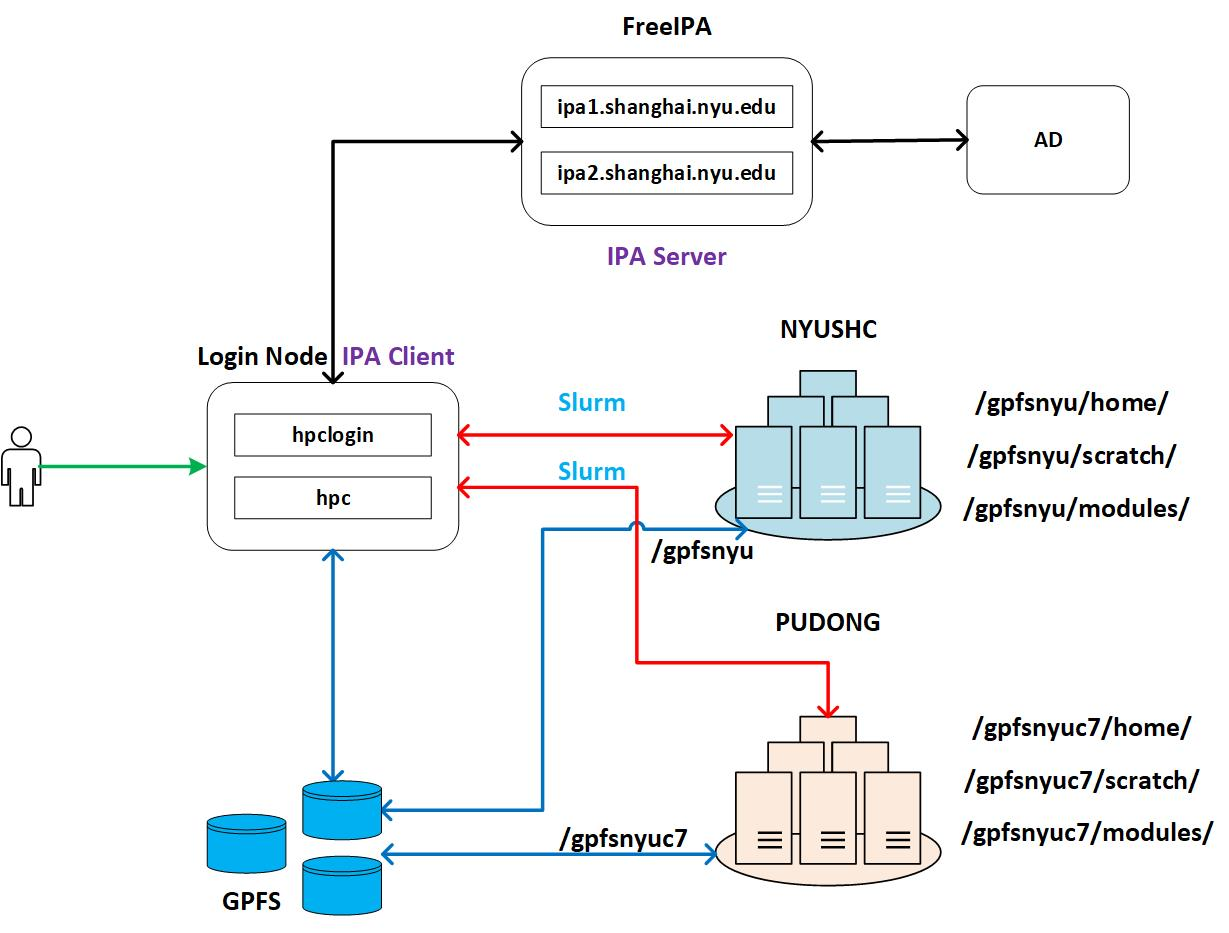 FreeIPA
ipa1.shanghai.nyu.edu
AD
ipa2.shanghai.nyu.edu
IPA Server
NYUSHC
Login Node IPA Client
Slurm
/gpfsnyu/home/
hpclogin
/gpfsnyu/scratch/
Slurm
hpc
/gpfsnyu/modules/
/gpfsnyu
PUDONG
/gpfsnyuc7/home/
/gpfsnyuc7/scratch/
/gpfsnyuc7
/gpfsnyuc7/modules/
GPFS